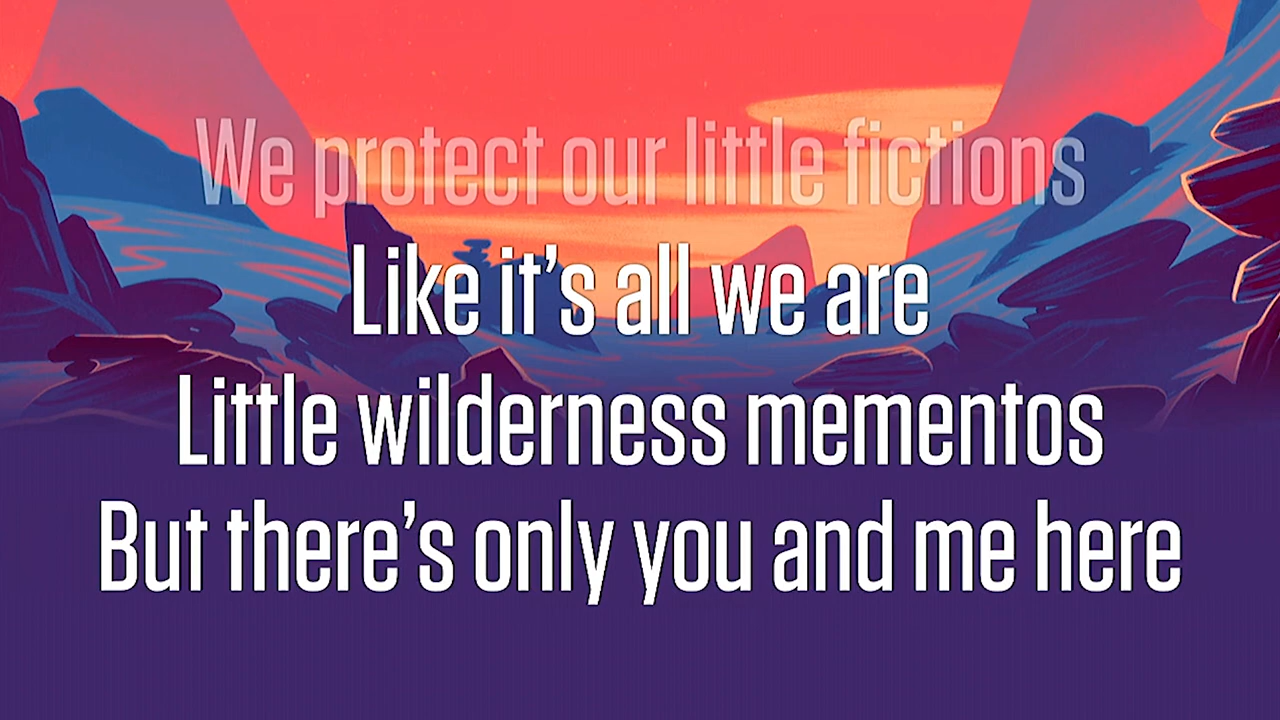 We protect our little fictions
Like it’s all we are
Little wilderness mementos
But there’s only you and me here